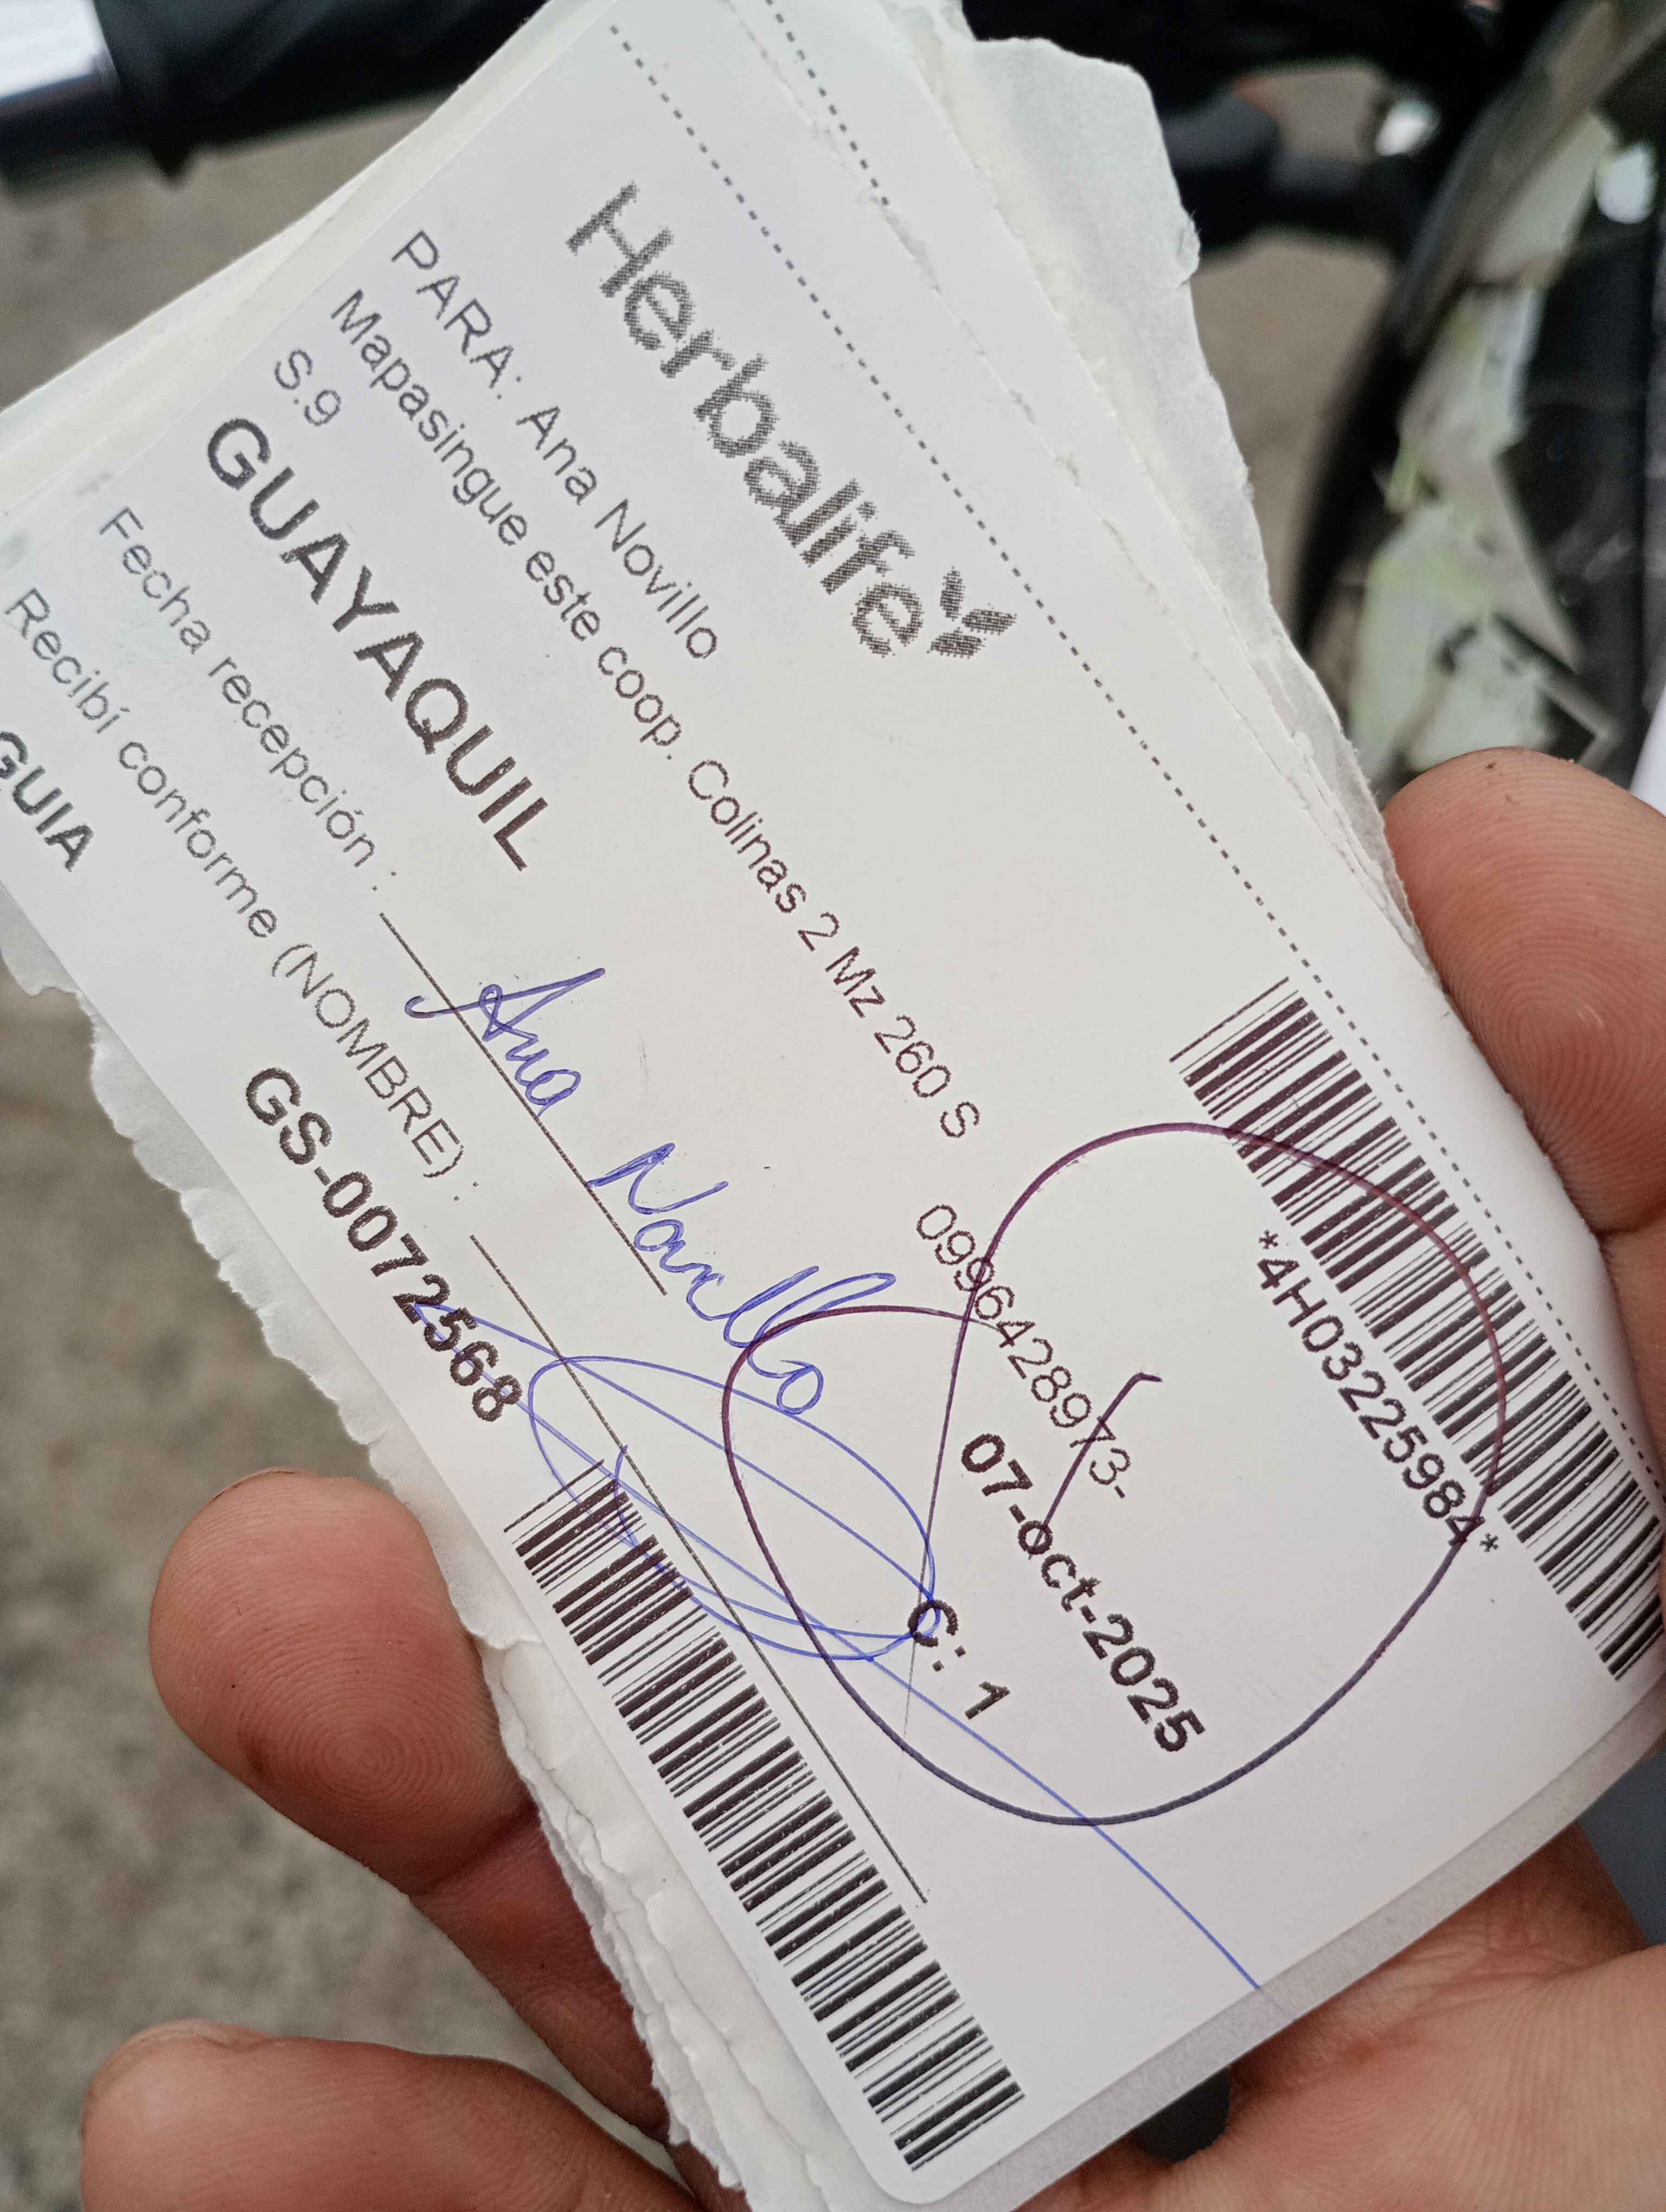 Herbalife
*4H03225984*
PARA: Ana Novillo
Mapasingue este coop. Colinas 2 Mz 260 S
S.9
0996428973-
GUAYAQUIL
07-oct-2025
Fecha recepción :
Ana Novillo
C: 1
Recibí conforme (NOMBRE) :
GUIA
GS-0072568